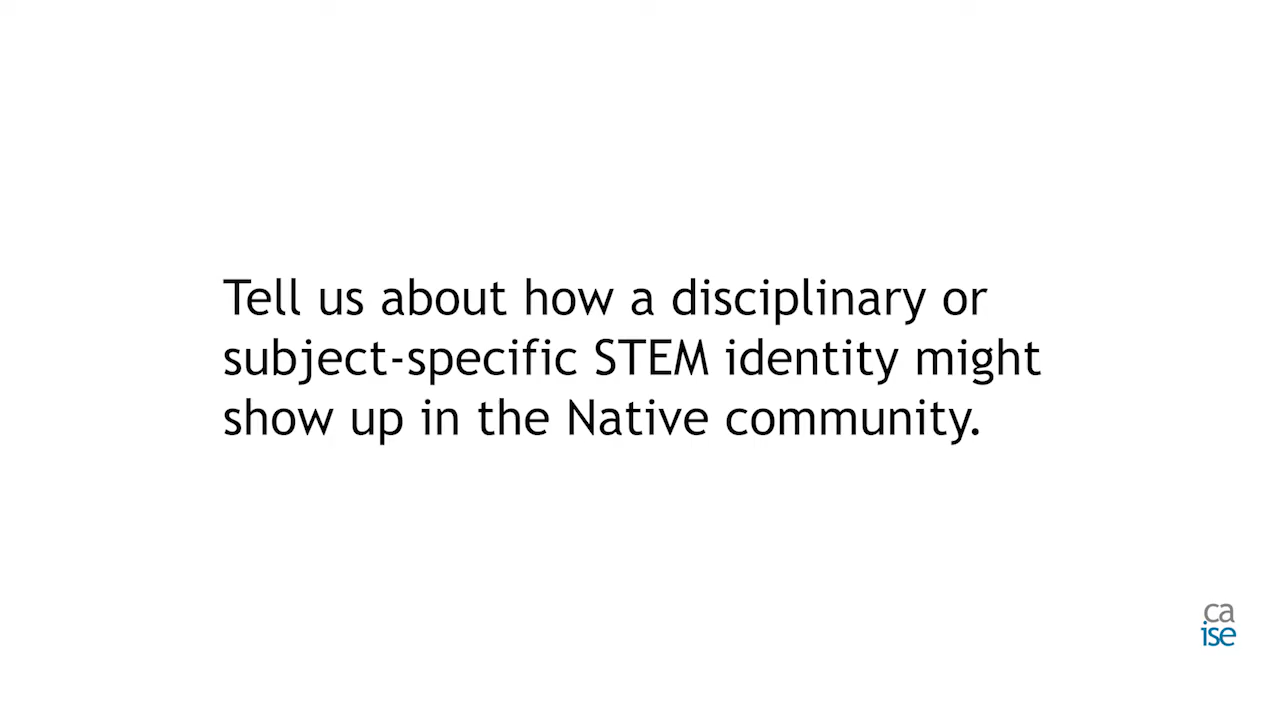 Tell us about how a disciplinary or
subject-specific STEM identity might
show up in the Native community.
ca
ise